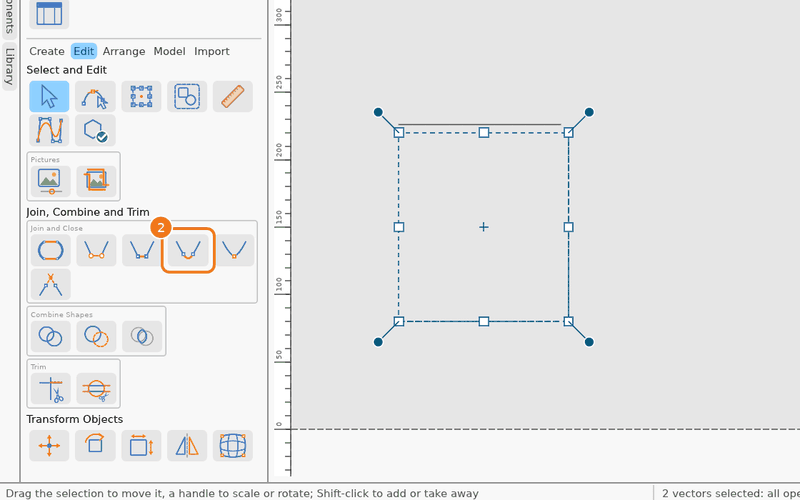 onents
Library
Create Edit Arrange Model Import
Select and Edit
Pictures
Join, Combine and Trim
Join and Close
2
Combine Shapes
Trim
Transform Objects
300
250
200
150
100
50
0
Drag the selection to move it, a handle to scale or rotate; Shift-click to add or take away
2 vectors selected: all ope